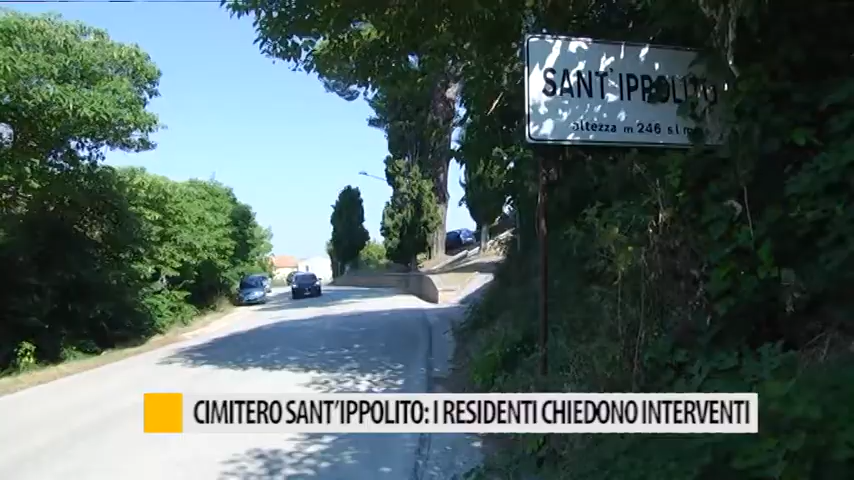 SANT'IPPOLITO
altezza m 246 s l m
CIMITERO SANT'IPPOLITO: I RESIDENTI CHIEDONO INTERVENTI